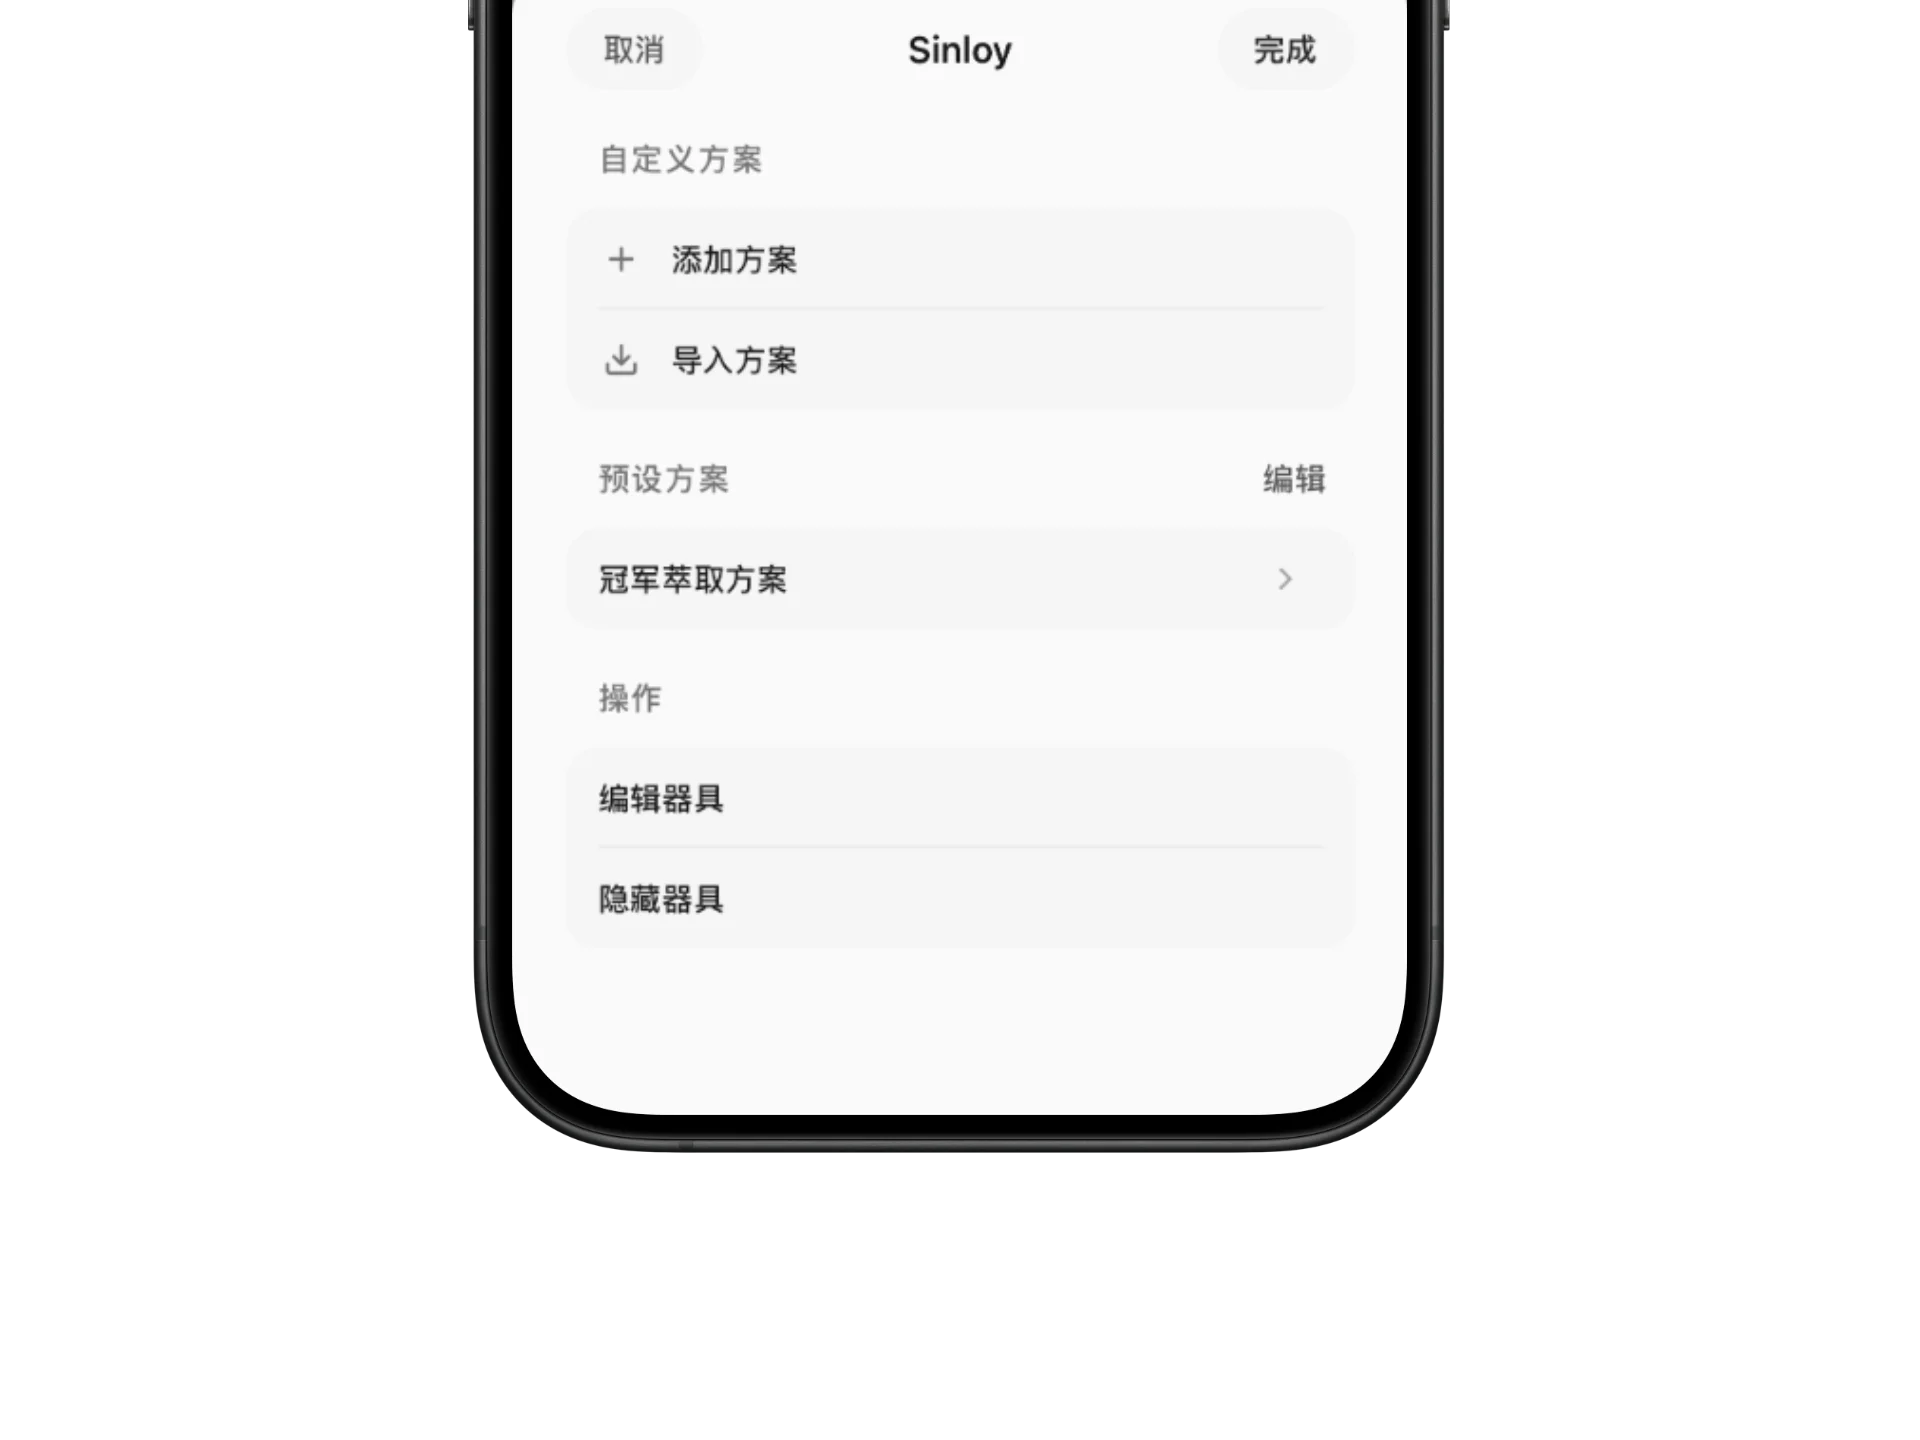 取消
Sinloy
完成
自定义方案
添加方案
导入方案
预设方案
编辑
冠军萃取方案
操作
编辑器具
隐藏器具